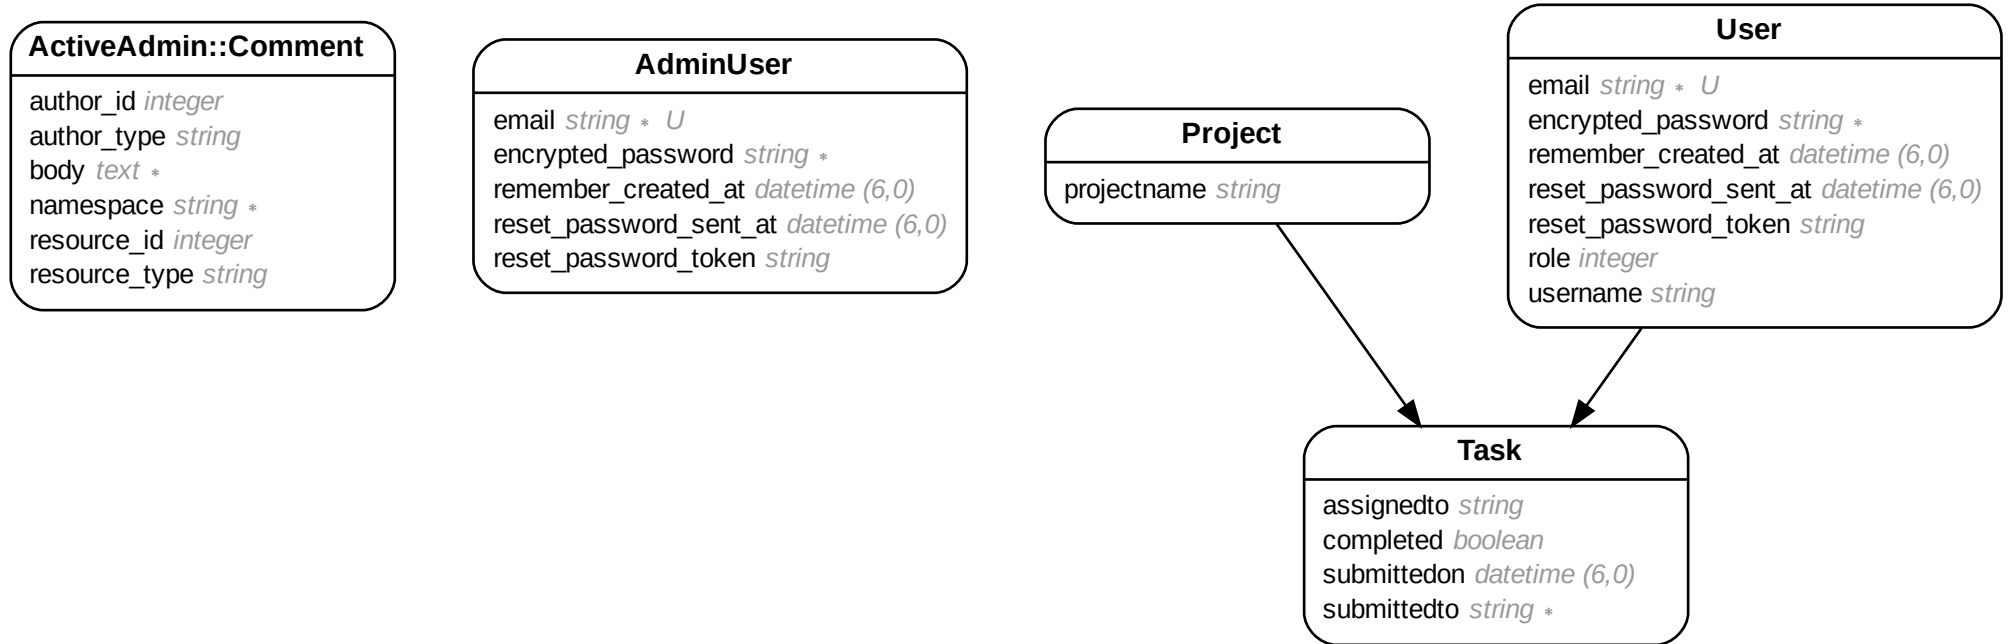 ActiveAdmin::Comment
author_id integer
author_type string
body text *
namespace string *
resource_id integer
resource_type string
AdminUser
email string * U
encrypted_password string *
remember_created_at datetime (6,0)
reset_password_sent_at datetime (6,0)
reset_password_token string
Project
projectname string
User
email string * U
encrypted_password string *
remember_created_at datetime (6,0)
reset_password_sent_at datetime (6,0)
reset_password_token string
role integer
username string
Task
assignedto string
completed boolean
submittedon datetime (6,0)
submittedto string *